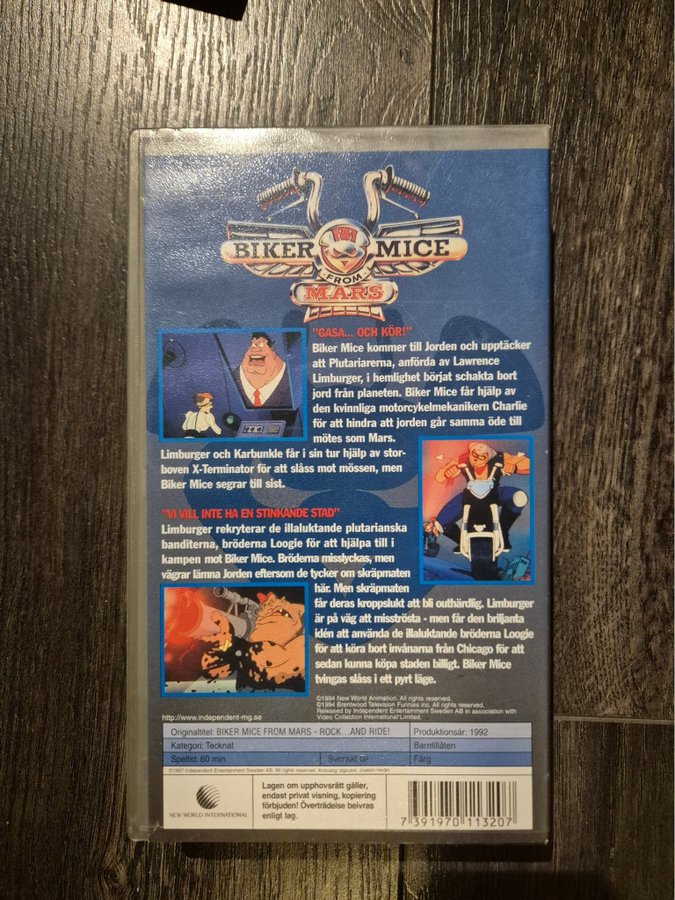 BIKER MICE
FROM
MARS
"GASA... OCH KÖR!"
Biker Mice kommer till Jorden och upptäcker
att Plutariarerna, anförda av Lawrence
Limburger, i hemlighet börjat schakta bort
jord från planeten. Biker Mice får hjälp av
den kvinnliga motorcykelmekanikern Charlie
för att hindra att jorden går samma öde till
mötes som Mars.
Limburger och Karbunkle får i sin tur hjälp av stor-
boven X-Terminator för att slåss mot mössen, men
Biker Mice segrar till sist.
"VI VILL INTE HA EN STINKANDE STAD"
Limburger rekryterar de illaluktande plutarianska
banditerna, bröderna Loogie för att hjälpa till i
kampen mot Biker Mice. Bröderna misslyckas, men
vägrar lämna Jorden eftersom de tycker om skräpmaten
här. Men skräpmaten
får deras kroppslukt att bli outhärdlig. Limburger
är på väg att misströsta - men får den briljanta
idén att använda de illaluktande bröderna Loogie
för att köra bort invånarna från Chicago för att
sedan kunna köpa staden billigt. Biker Mice
tvingas slåss i ett pyrt läge.
©1994 New World Animation. All rights reserved.
©1994 Brentwood Television Funnies inc. All rights reserved.
Released by Independent Entertainment Sweden AB in association with
Video Collection International Limited.
http://www.independent-mg.se
Originaltitel: BIKER MICE FROM MARS - ROCK...AND RIDE! Produktionsår: 1992
Kategori: Tecknat Barntillåten
Speltid: 60 min. Svenskt tal Färg
©1997 Independent Entertainment Sweden AB. All rights reserved. Ansvarig utgivare:
NEW WORLD INTERNATIONAL
Lagen om upphovsrätt gäller,
endast privat visning, kopiering
förbjuden! Överträdelse beivras
enligt lag.
7 391970 113207